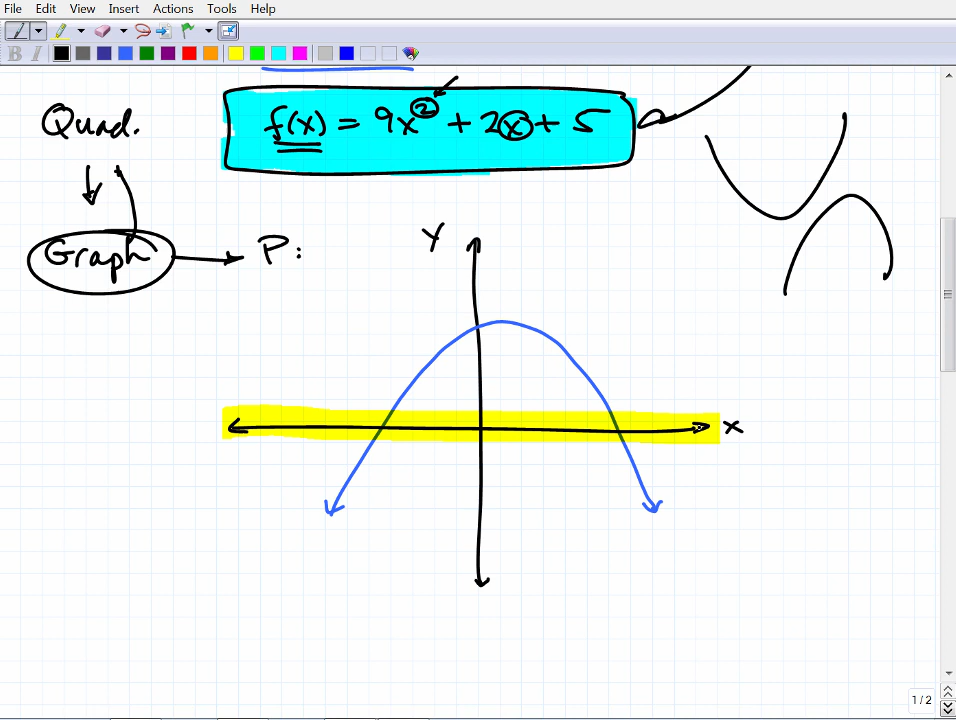 File Edit View Insert Actions Tools Help
B I
Quad.
f(x) = 9x² + 2x + 5
Graph
P:
Y
x
1 / 2